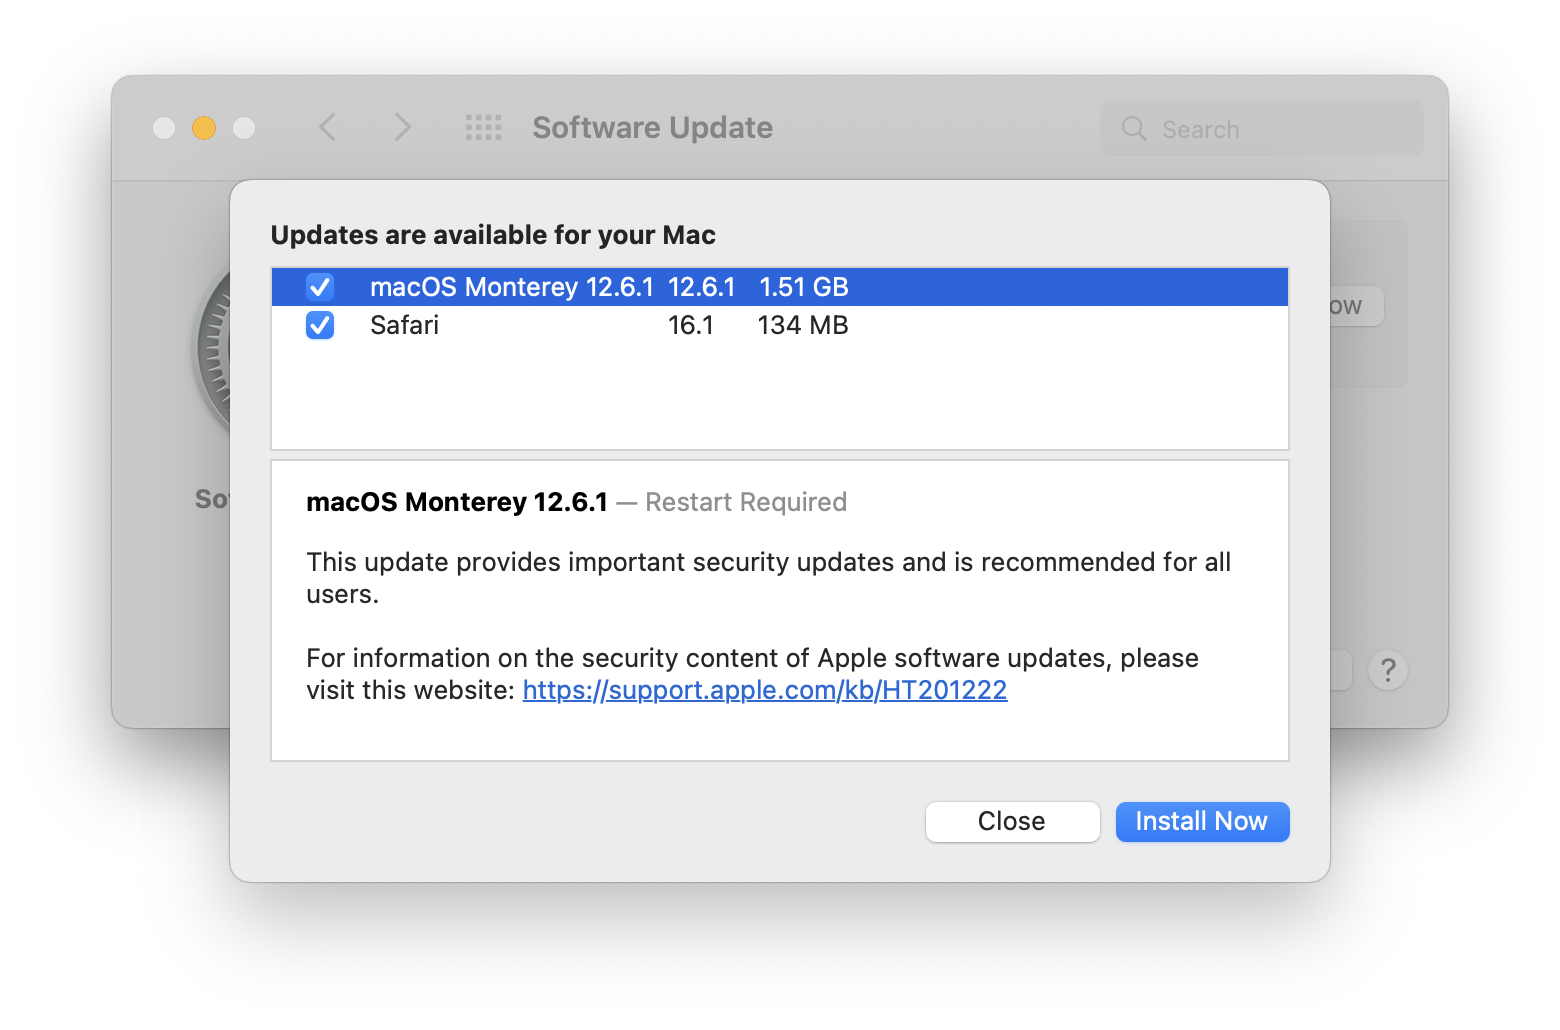 Software Update
Search
Updates are available for your Mac
macOS Monterey 12.6.1 12.6.1 1.51 GB
Safari 16.1 134 MB
macOS Monterey 12.6.1 — Restart Required
This update provides important security updates and is recommended for all
users.
For information on the security content of Apple software updates, please
visit this website: https://support.apple.com/kb/HT201222
Close Install Now
?